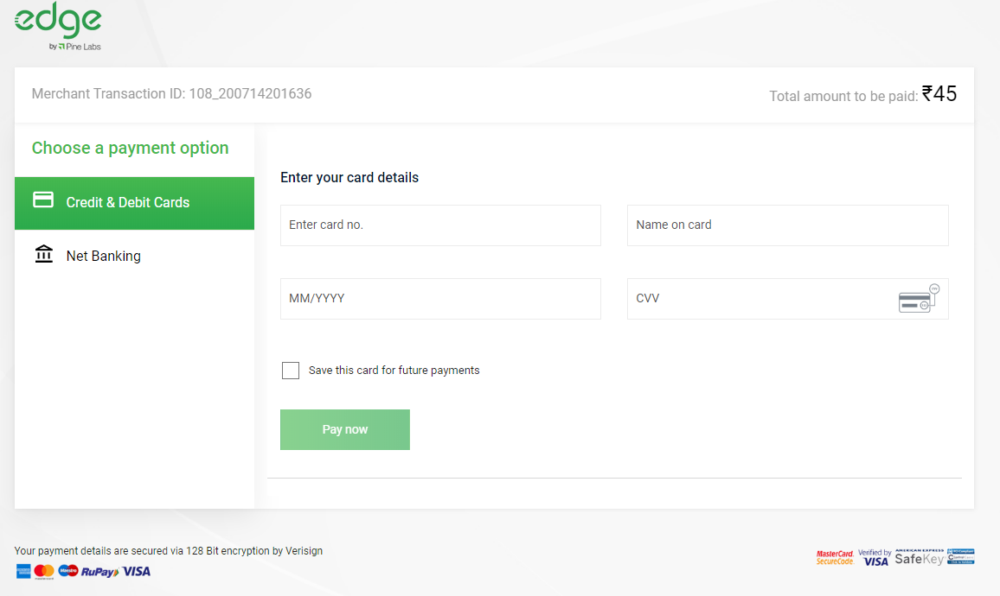 edge
by Pine Labs
Merchant Transaction ID: 108_200714201636
Total amount to be paid: ₹45
Choose a payment option
Credit & Debit Cards
Net Banking
Enter your card details
Enter card no.
Name on card
MM/YYYY
CVV
Save this card for future payments
Pay now
Your payment details are secured via 128 Bit encryption by Verisign
Maestro RuPay VISA
MasterCard.
SecureCode.
Verified by
VISA
AMERICAN EXPRESS
SafeKey